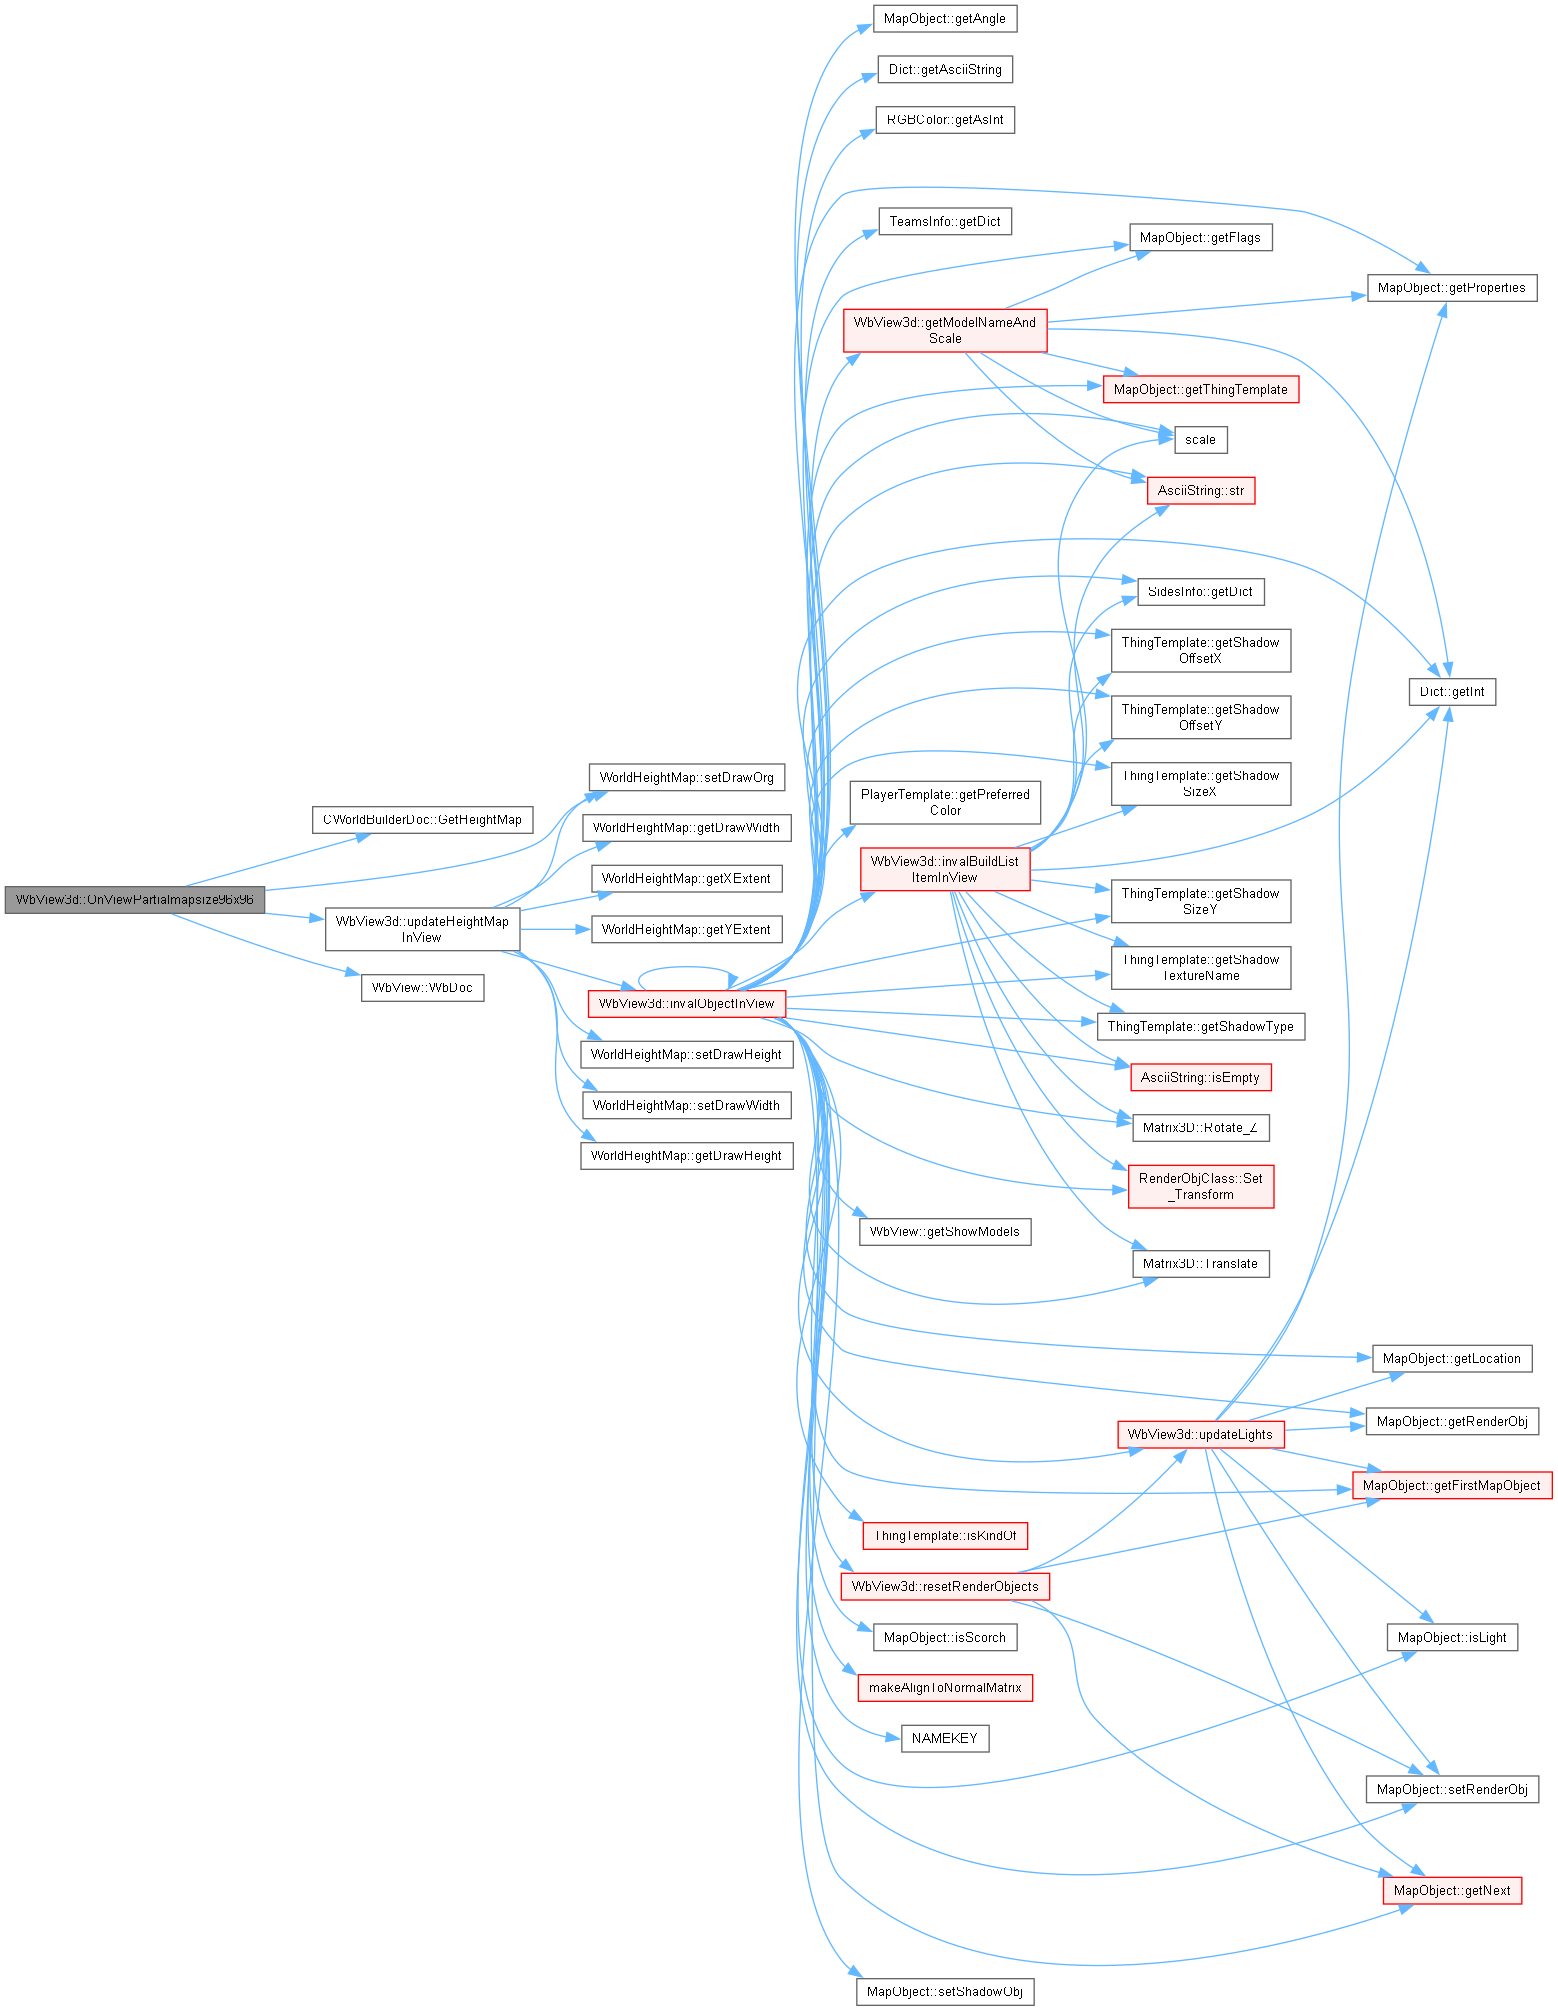 MapObject::getAngle
Dict::getAsciiString
RGBColor::getAsInt
TeamsInfo::getDict
MapObject::getFlags
MapObject::getProperties
WbView3d::getModelNameAnd
Scale
MapObject::getThingTemplate
scale
AsciiString::str
SidesInfo::getDict
ThingTemplate::getShadow
OffsetX
Dict::getInt
ThingTemplate::getShadow
OffsetY
WorldHeightMap::setDrawOrg
ThingTemplate::getShadow
SizeX
PlayerTemplate::getPreferred
Color
CWorldBuilderDoc::GetHeightMap
WorldHeightMap::getDrawWidth
WbView3d::invalBuildList
ItemInView
WorldHeightMap::getXExtent
WbView3d::OnViewPartialmapsize96x96
ThingTemplate::getShadow
SizeY
WbView3d::updateHeightMap
InView
WorldHeightMap::getYExtent
ThingTemplate::getShadow
TextureName
WbView::WbDoc
WbView3d::invalObjectInView
ThingTemplate::getShadowType
WorldHeightMap::setDrawHeight
AsciiString::isEmpty
WorldHeightMap::setDrawWidth
Matrix3D::Rotate_Z
WorldHeightMap::getDrawHeight
RenderObjClass::Set
_Transform
WbView::getShowModels
Matrix3D::Translate
MapObject::getLocation
MapObject::getRenderObj
WbView3d::updateLights
MapObject::getFirstMapObject
ThingTemplate::isKindOf
WbView3d::resetRenderObjects
MapObject::isScorch
MapObject::isLight
makeAlignToNormalMatrix
NAMEKEY
MapObject::setRenderObj
MapObject::getNext
MapObject::setShadowObj